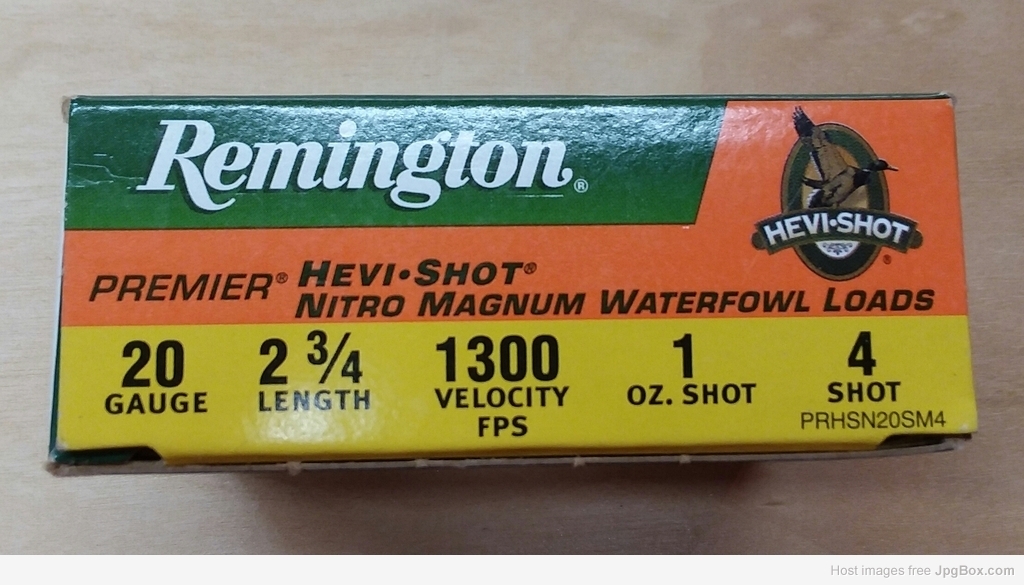 Remington®
HEVI•SHOT®
PREMIER® HEVI•SHOT®
NITRO MAGNUM WATERFOWL LOADS
20 2 3/4 1300 1 4
GAUGE LENGTH VELOCITY OZ. SHOT SHOT
FPS PRHSN20SM4
Host images free JpgBox.com